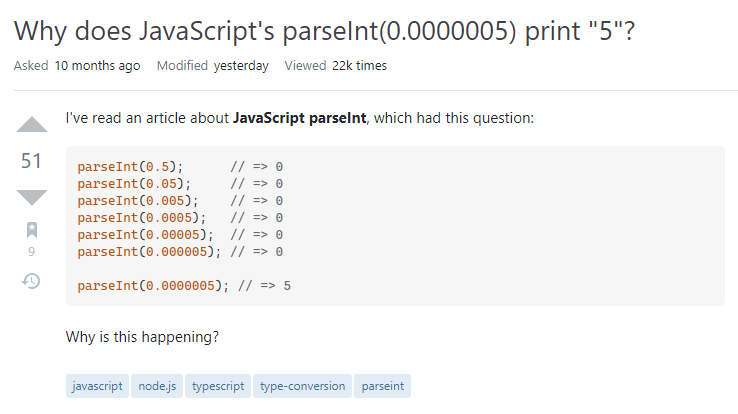 Why does JavaScript's parseInt(0.0000005) print "5"?
Asked 10 months ago Modified yesterday Viewed 22k times
I've read an article about JavaScript parseInt, which had this question:
51
parseInt(0.5);      // => 0
parseInt(0.05);     // => 0
parseInt(0.005);    // => 0
parseInt(0.0005);   // => 0
parseInt(0.00005);  // => 0
parseInt(0.000005); // => 0
9
parseInt(0.0000005); // => 5
Why is this happening?
javascript node.js typescript type-conversion parseint